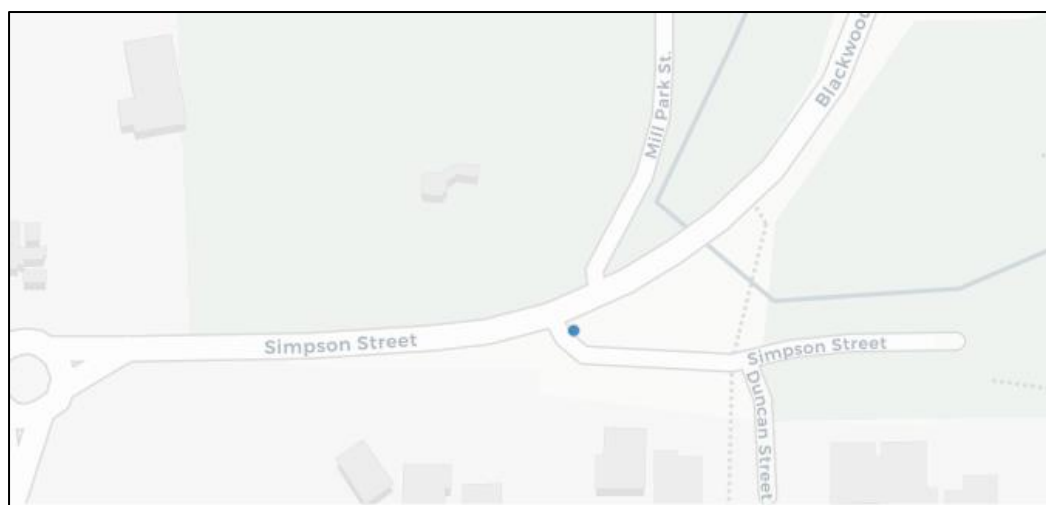 Blackwood
Mill Park St.
Simpson Street
Simpson Street
Duncan Street